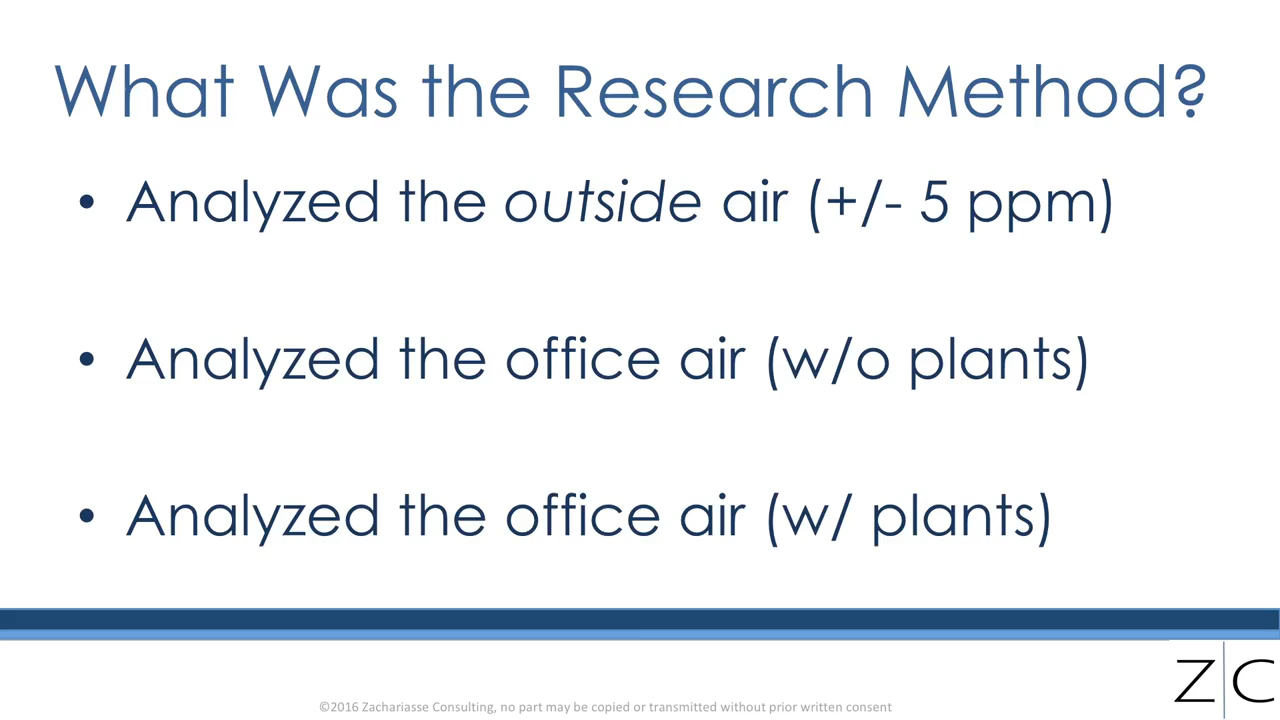 What Was the Research Method?
• Analyzed the outside air (+/- 5 ppm)
• Analyzed the office air (w/o plants)
• Analyzed the office air (w/ plants)
©2016 Zachariasse Consulting, no part may be copied or transmitted without prior written consent
Z|C